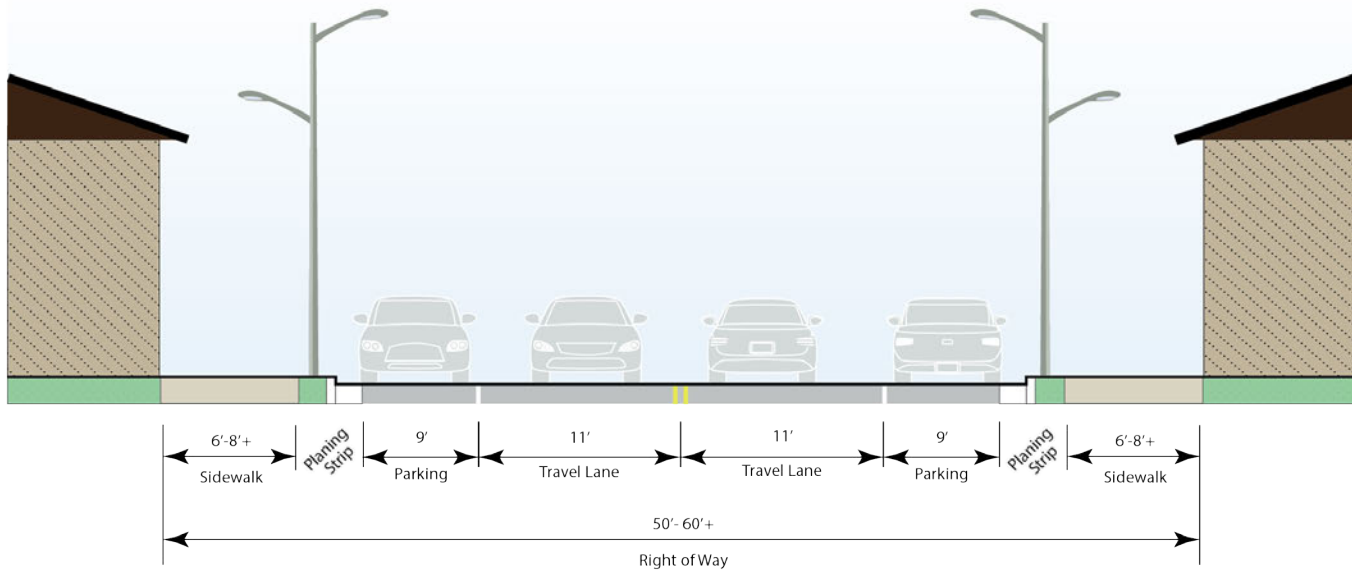 6'-8'+
Sidewalk
Planing
Strip
9'
Parking
11'
Travel Lane
11'
Travel Lane
9'
Parking
Planing
Strip
6'-8'+
Sidewalk
50'- 60'+
Right of Way